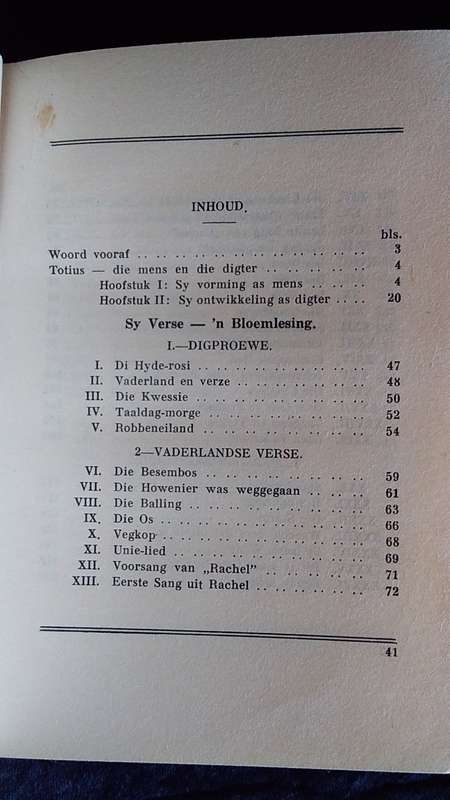 INHOUD.
bls.
Woord vooraf .. .. .. .. .. .. .. .. .. .. .. .. 3
Totius — die mens en die digter .. .. .. .. .. .. 4
Hoofstuk I: Sy vorming as mens .. .. .. .. 4
Hoofstuk II: Sy ontwikkeling as digter .. .. 20
Sy Verse — 'n Bloemlesing.
I.—DIGPROEWE.
I. Di Hyde-rosi .. .. .. .. .. .. .. .. .. 47
II. Vaderland en verze .. .. .. .. .. .. .. 48
III. Die Kwessie .. .. .. .. .. .. .. .. .. 50
IV. Taaldag-morge .. .. .. .. .. .. .. .. 52
V. Robbeneiland .. .. .. .. .. .. .. .. 54
2—VADERLANDSE VERSE.
VI. Die Besembos .. .. .. .. .. .. .. .. 59
VII. Die Howenier was weggegaan .. .. .. 61
VIII. Die Balling .. .. .. .. .. .. .. .. .. 63
IX. Die Os .. .. .. .. .. .. .. .. .. .. 66
X. Vegkop .. .. .. .. .. .. .. .. .. .. 68
XI. Unie-lied .. .. .. .. .. .. .. .. .. 69
XII. Voorsang van „Rachel” .. .. .. .. .. 71
XIII. Eerste Sang uit Rachel .. .. .. .. .. 72
41